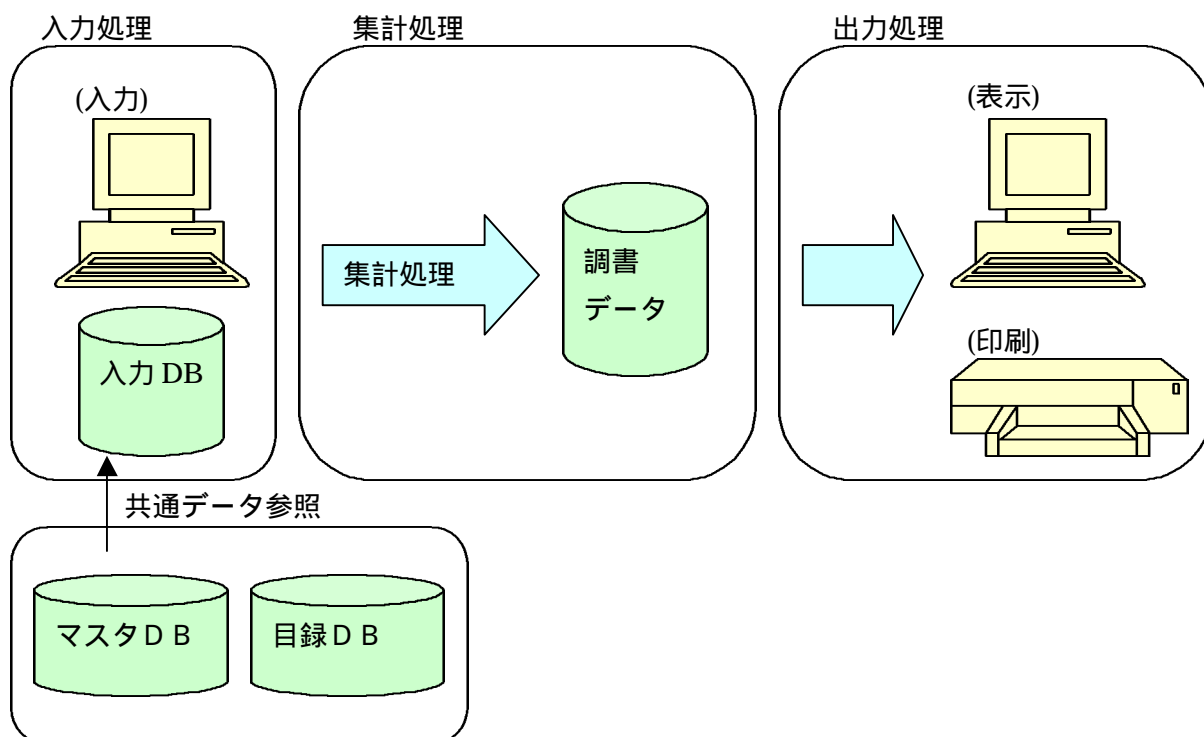 入力処理
集計処理
出力処理
(入力)
(表示)
集計処理
調書
データ
入力 DB
(印刷)
共通データ参照
マスタＤＢ
目録ＤＢ